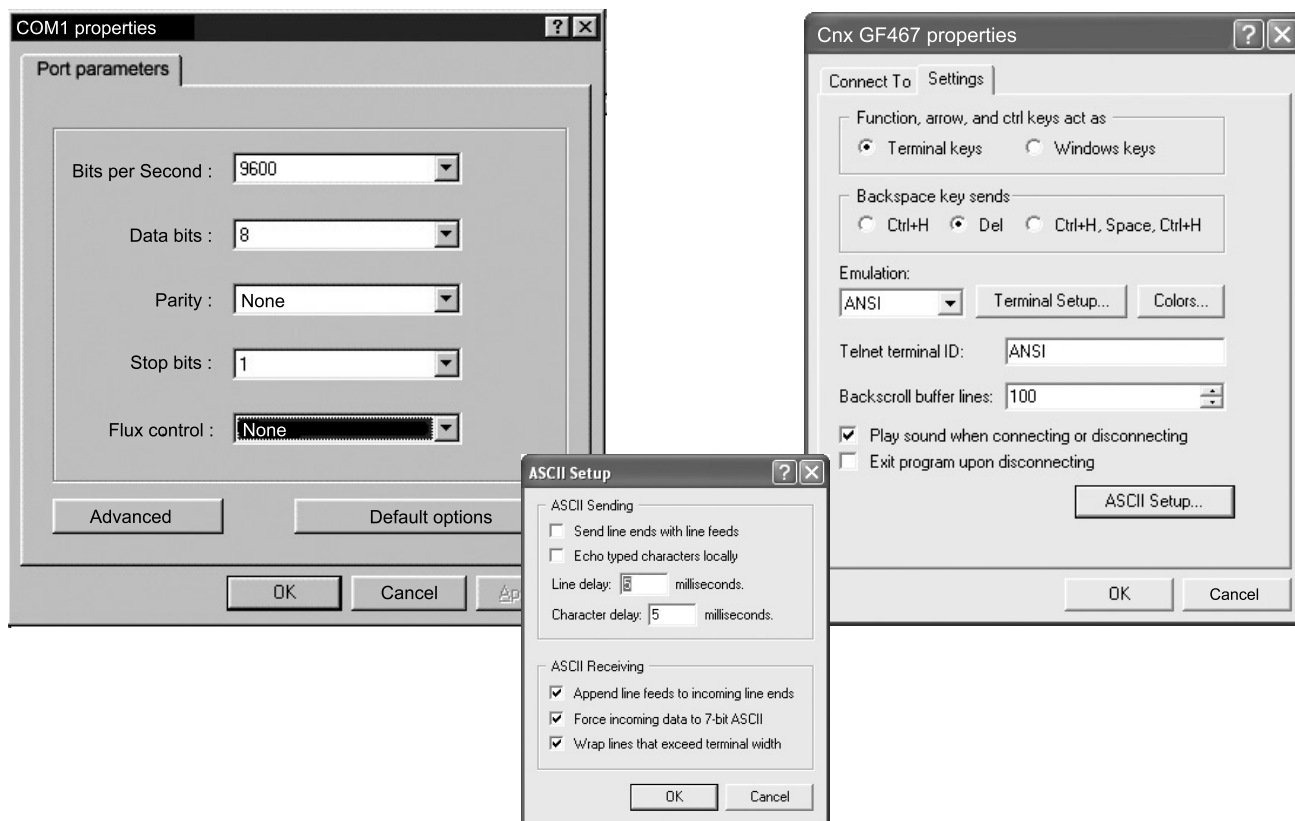 COM1 properties
Port parameters
Bits per Second : 9600
Data bits : 8
Parity : None
Stop bits : 1
Flux control : None
Advanced Default options
OK Cancel
Cnx GF467 properties
Connect To Settings
Function, arrow, and ctrl keys act as
Terminal keys Windows keys
Backspace key sends
Ctrl+H Del Ctrl+H, Space, Ctrl+H
Emulation:
ANSI Terminal Setup... Colors...
Telnet terminal ID: ANSI
Backscroll buffer lines: 100
Play sound when connecting or disconnecting
Exit program upon disconnecting
ASCII Setup...
OK Cancel
ASCII Setup
ASCII Sending
Send line ends with line feeds
Echo typed characters locally
Line delay: milliseconds.
Character delay: 5 milliseconds.
ASCII Receiving
Append line feeds to incoming line ends
Force incoming data to 7-bit ASCII
Wrap lines that exceed terminal width
OK Cancel